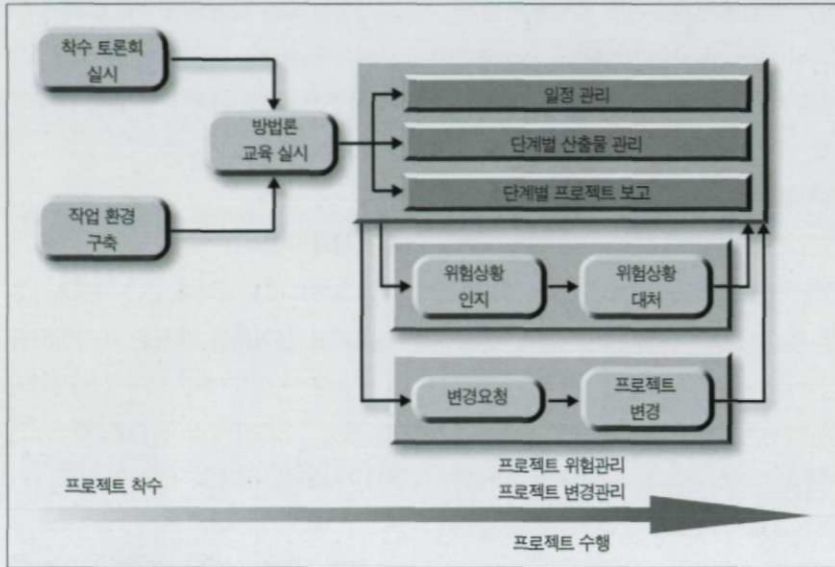 착수 토론회
실시
작업 환경
구축
방법론
교육 실시
일정 관리
단계별 산출물 관리
단계별 프로젝트 보고
위험상황
인지
위험상황
대처
변경요청
프로젝트
변경
프로젝트 착수
프로젝트 위험관리
프로젝트 변경관리
프로젝트 수행